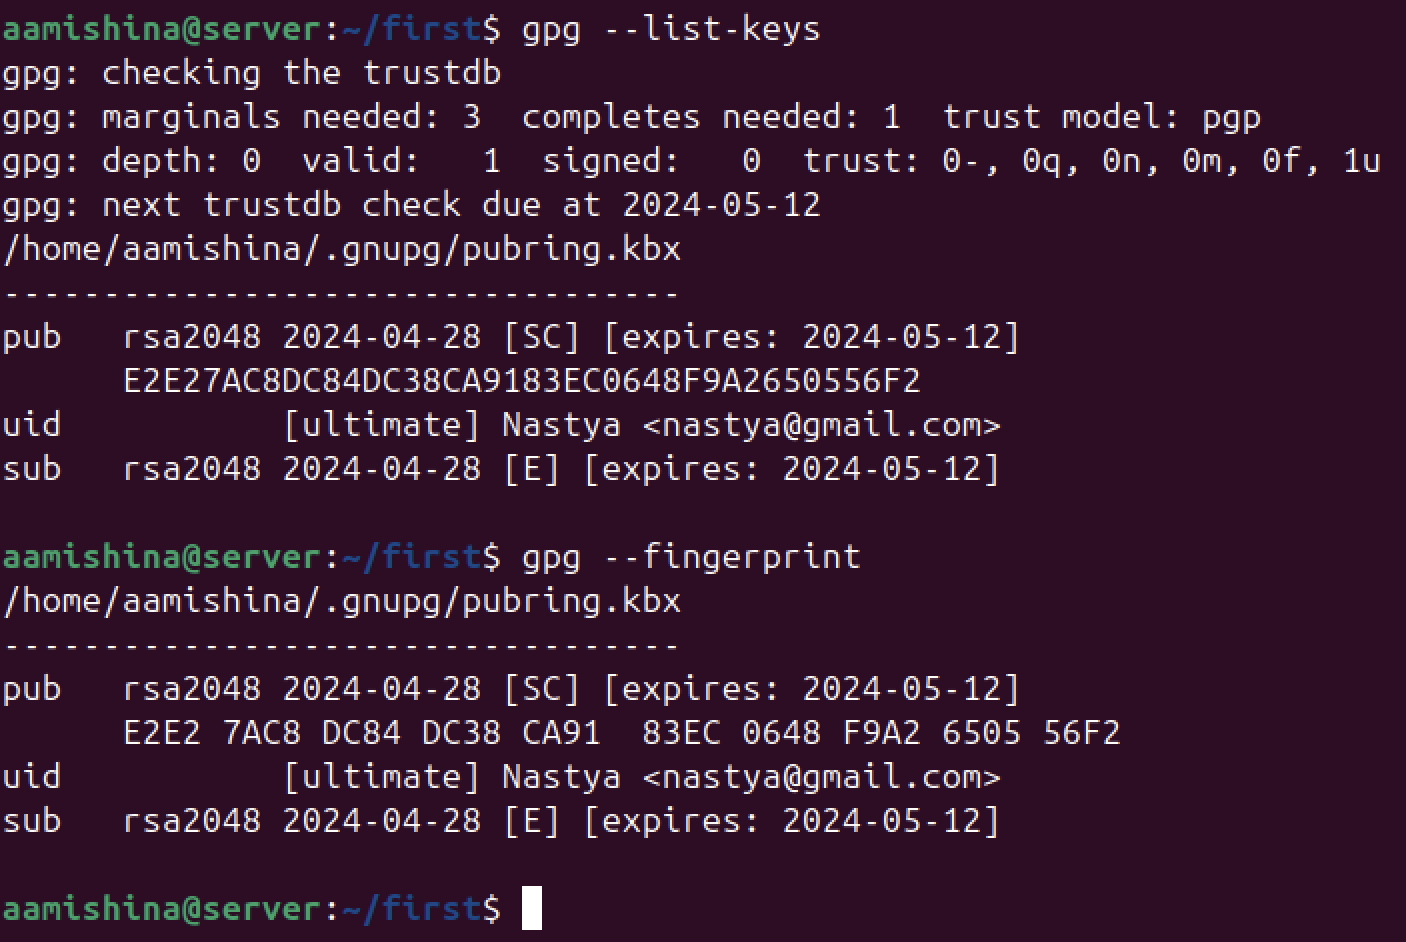 aamishina@server:~/first$ gpg --list-keys
gpg: checking the trustdb
gpg: marginals needed: 3  completes needed: 1  trust model: pgp
gpg: depth: 0  valid:   1  signed:   0  trust: 0-, 0q, 0n, 0m, 0f, 1u
gpg: next trustdb check due at 2024-05-12
/home/aamishina/.gnupg/pubring.kbx
----------------------------------
pub   rsa2048 2024-04-28 [SC] [expires: 2024-05-12]
      E2E27AC8DC84DC38CA9183EC0648F9A2650556F2
uid           [ultimate] Nastya <nastya@gmail.com>
sub   rsa2048 2024-04-28 [E] [expires: 2024-05-12]

aamishina@server:~/first$ gpg --fingerprint
/home/aamishina/.gnupg/pubring.kbx
----------------------------------
pub   rsa2048 2024-04-28 [SC] [expires: 2024-05-12]
      E2E2 7AC8 DC84 DC38 CA91  83EC 0648 F9A2 6505 56F2
uid           [ultimate] Nastya <nastya@gmail.com>
sub   rsa2048 2024-04-28 [E] [expires: 2024-05-12]

aamishina@server:~/first$